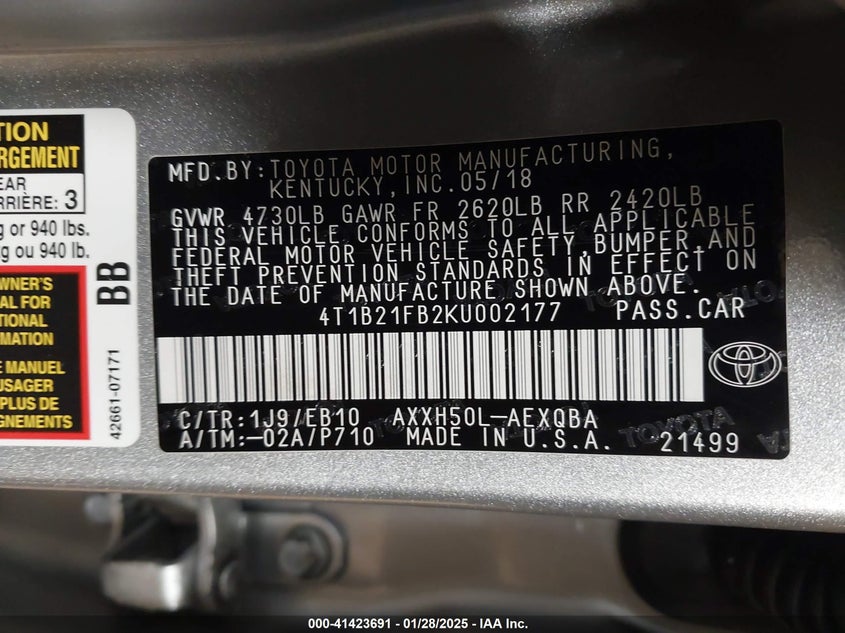 TION
RGEMENT
EAR
RRIÈRE: 3
g or 940 lbs.
g ou 940 lb.
BB
OWNER'S
AL FOR
TIONAL
RMATION
E MANUEL
USAGER
PLUS DE
GNEMENTS
42661-07171
MFD.BY:TOYOTA MOTOR MANUFACTURING,
KENTUCKY,INC.05/18
GVWR 4730LB GAWR FR 2620LB RR 2420LB
THIS VEHICLE CONFORMS TO ALL APPLICABLE
FEDERAL MOTOR VEHICLE SAFETY,BUMPER,AND
THEFT PREVENTION STANDARDS IN EFFECT ON
THE DATE OF MANUFACTURE SHOWN ABOVE.
4T1B21FB2KU002177 PASS.CAR
C/TR:1J9/EB10 AXXH50L-AEXQBA
A/TM:-02A/P710 MADE IN U.S.A. 21499
TOYOTA
000-41423691 - 01/28/2025 - IAA Inc.